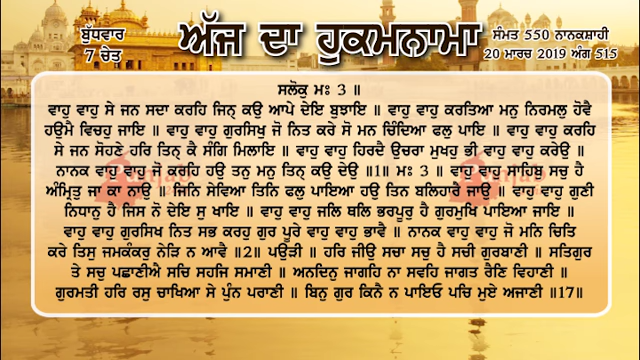 ਬੁੱਧਵਾਰ
7 ਚੇਤ
ਅੱਜ ਦਾ ਹੁਕਮਨਾਮਾ
ਸੰਮਤ 550 ਨਾਨਕਸ਼ਾਹੀ
20 ਮਾਰਚ 2019 ਅੰਗ 515
ਸਲੋਕੁ ਮਃ 3 ॥
ਵਾਹੁ ਵਾਹੁ ਸੇ ਜਨ ਸਦਾ ਕਰਹਿ ਜਿਨ੍ ਕਉ ਆਪੇ ਦੇਇ ਬੁਝਾਇ ॥ ਵਾਹੁ ਵਾਹੁ ਕਰਤਿਆ ਮਨੁ ਨਿਰਮਲੁ ਹੋਵੈ
ਹਉਮੈ ਵਿਚਹੁ ਜਾਇ ॥ ਵਾਹੁ ਵਾਹੁ ਗੁਰਸਿਖੁ ਜੋ ਨਿਤ ਕਰੇ ਸੋ ਮਨ ਚਿੰਦਿਆ ਫਲੁ ਪਾਇ ॥ ਵਾਹੁ ਵਾਹੁ ਕਰਹਿ
ਸੇ ਜਨ ਸੋਹਣੇ ਹਰਿ ਤਿਨ੍ ਕੈ ਸੰਗਿ ਮਿਲਾਇ ॥ ਵਾਹੁ ਵਾਹੁ ਹਿਰਦੈ ਉਚਰਾ ਮੁਖਹੁ ਭੀ ਵਾਹੁ ਵਾਹੁ ਕਰੇਉ ॥
ਨਾਨਕ ਵਾਹੁ ਵਾਹੁ ਜੋ ਕਰਹਿ ਹਉ ਤਨੁ ਮਨੁ ਤਿਨ੍ ਕਉ ਦੇਉ ॥1॥ ਮਃ 3 ॥ ਵਾਹੁ ਵਾਹੁ ਸਾਹਿਬੁ ਸਚੁ ਹੈ
ਅੰਮ੍ਰਿਤੁ ਜਾ ਕਾ ਨਾਉ ॥ ਜਿਨਿ ਸੇਵਿਆ ਤਿਨਿ ਫਲੁ ਪਾਇਆ ਹਉ ਤਿਨ ਬਲਿਹਾਰੈ ਜਾਉ ॥ ਵਾਹੁ ਵਾਹੁ ਗੁਣੀ
ਨਿਧਾਨੁ ਹੈ ਜਿਸ ਨੋ ਦੇਇ ਸੁ ਖਾਇ ॥ ਵਾਹੁ ਵਾਹੁ ਜਲਿ ਥਲਿ ਭਰਪੂਰੁ ਹੈ ਗੁਰਮੁਖਿ ਪਾਇਆ ਜਾਇ ॥
ਵਾਹੁ ਵਾਹੁ ਗੁਰਸਿਖ ਨਿਤ ਸਭ ਕਰਹੁ ਗੁਰ ਪੂਰੇ ਵਾਹੁ ਵਾਹੁ ਭਾਵੈ ॥ ਨਾਨਕ ਵਾਹੁ ਵਾਹੁ ਜੋ ਮਨਿ ਚਿਤਿ
ਕਰੇ ਤਿਸੁ ਜਮਕੰਕਰੁ ਨੇੜਿ ਨ ਆਵੈ ॥2॥ ਪਉੜੀ ॥ ਹਰਿ ਜੀਉ ਸਚਾ ਸਚੁ ਹੈ ਸਚੀ ਗੁਰਬਾਣੀ ॥ ਸਤਿਗੁਰ
ਤੇ ਸਚੁ ਪਛਾਣੀਐ ਸਚਿ ਸਹਜਿ ਸਮਾਣੀ ॥ ਅਨਦਿਨੁ ਜਾਗਹਿ ਨਾ ਸਵਹਿ ਜਾਗਤ ਰੈਣਿ ਵਿਹਾਣੀ ॥
ਗੁਰਮਤੀ ਹਰਿ ਰਸੁ ਚਾਖਿਆ ਸੇ ਪੁੰਨ ਪਰਾਣੀ ॥ ਬਿਨੁ ਗੁਰ ਕਿਨੈ ਨ ਪਾਇਓ ਪਚਿ ਮੁਏ ਅਜਾਣੀ ॥17॥